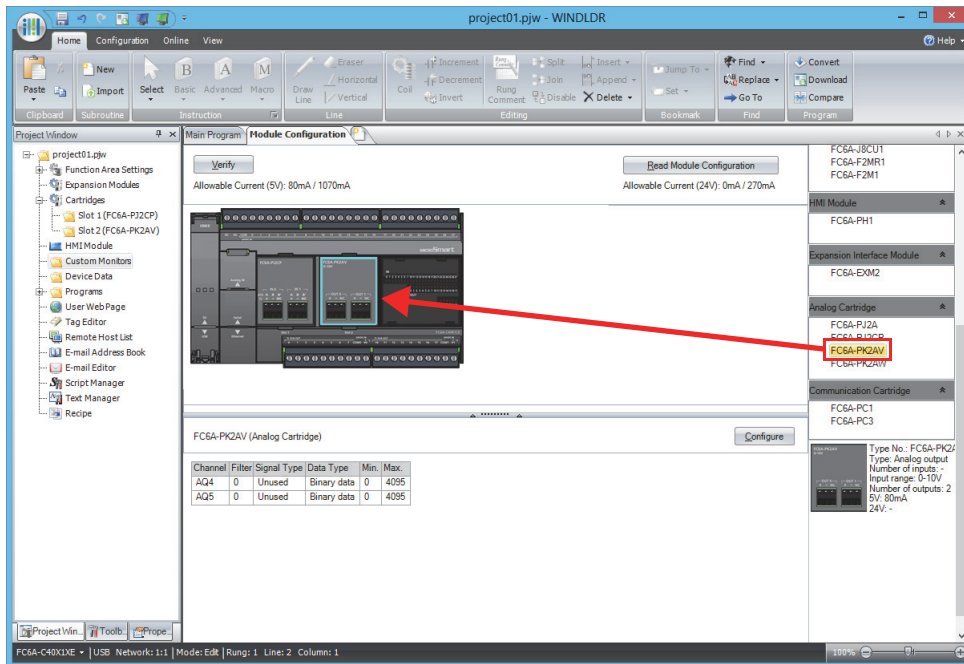 project01.pjw - WINDLDR
Home Configuration Online View Help
Paste
Clipboard
New
Import
Subroutine
Select
B A M
Basic Advanced Macro
Instruction
Draw Line
Eraser
Horizontal
Vertical
Line
Coil
Increment
Decrement
Invert
Rung Comment
Split
Join
Disable
Insert
Append
Delete
Editing
Jump To
Set
Bookmark
Find
Replace
Go To
Find
Convert
Download
Compare
Program
Project Window
project01.pjw
Function Area Settings
Expansion Modules
Cartridges
Slot 1 (FC6A-PJ2CP)
Slot 2 (FC6A-PK2AV)
HMI Module
Custom Monitors
Device Data
Programs
User Web Page
Tag Editor
Remote Host List
E-mail Address Book
E-mail Editor
Script Manager
Text Manager
Recipe
Project Win...
Toolb...
Prope...
Main Program Module Configuration
Verify
Read Module Configuration
Allowable Current (5V): 80mA / 1070mA
Allowable Current (24V): 0mA / 270mA
microSmart
FC6A-PJ2CP
FC6A-PK2AV
FC6A-PK2AV (Analog Cartridge)
Configure
Channel Filter Signal Type Data Type Min. Max.
AQ4 0 Unused Binary data 0 4095
AQ5 0 Unused Binary data 0 4095
FC6A-J8CU1
FC6A-F2MR1
FC6A-F2M1
HMI Module
FC6A-PH1
Expansion Interface Module
FC6A-EXM2
Analog Cartridge
FC6A-PJ2A
FC6A-PJ2CP
FC6A-PK2AV
FC6A-PK2AW
Communication Cartridge
FC6A-PC1
FC6A-PC3
Type No.: FC6A-PK2A
Type: Analog output
Number of inputs: -
Input range: 0-10V
Number of outputs: 2
5V: 80mA
24V: -
FC6A-C40X1XE USB Network: 1:1 Mode: Edit Rung: 1 Line: 2 Column: 1
100%